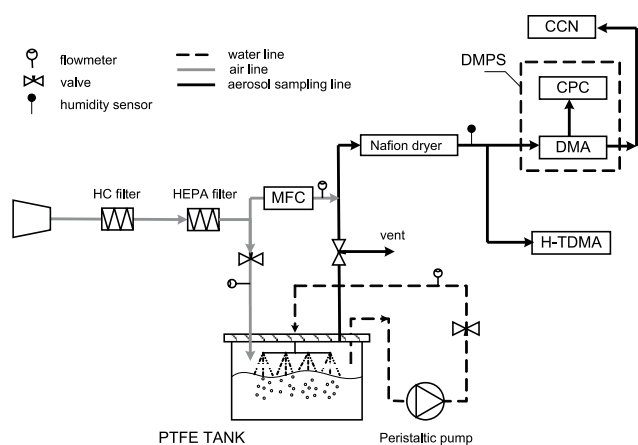 flowmeter
valve
humidity sensor
water line
air line
aerosol sampling line
CCN
DMPS
CPC
DMA
Nafion dryer
HC filter
HEPA filter
MFC
vent
H-TDMA
PTFE TANK
Peristaltic pump